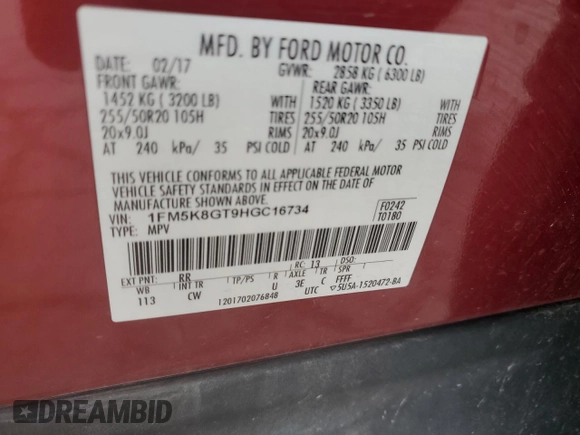 MFD. BY FORD MOTOR CO.
DATE: 02/17 GVWR: 2858 KG ( 6300 LB)
FRONT GAWR: REAR GAWR:
1452 KG ( 3200 LB) WITH 1520 KG ( 3350 LB) WITH
255/50R20 105H TIRES 255/50R20 105H TIRES
20x9.0J RIMS 20x9.0J RIMS
AT 240 kPa/ 35 PSI COLD AT 240 kPa/ 35 PSI COLD
THIS VEHICLE CONFORMS TO ALL APPLICABLE FEDERAL MOTOR
VEHICLE SAFETY STANDARDS IN EFFECT ON THE DATE OF
MANUFACTURE SHOWN ABOVE.
VIN: 1FM5K8GT9HGC16734 F0242
TYPE: MPV T0180
EXT PNT: RR RC: 13 DSO:
WB INT TR TP/PS R AXLE TR SPR
113 CW U 3E C FFFF
1201702076848 UTC ▽5U5A-1520472-BA
DREAMBID